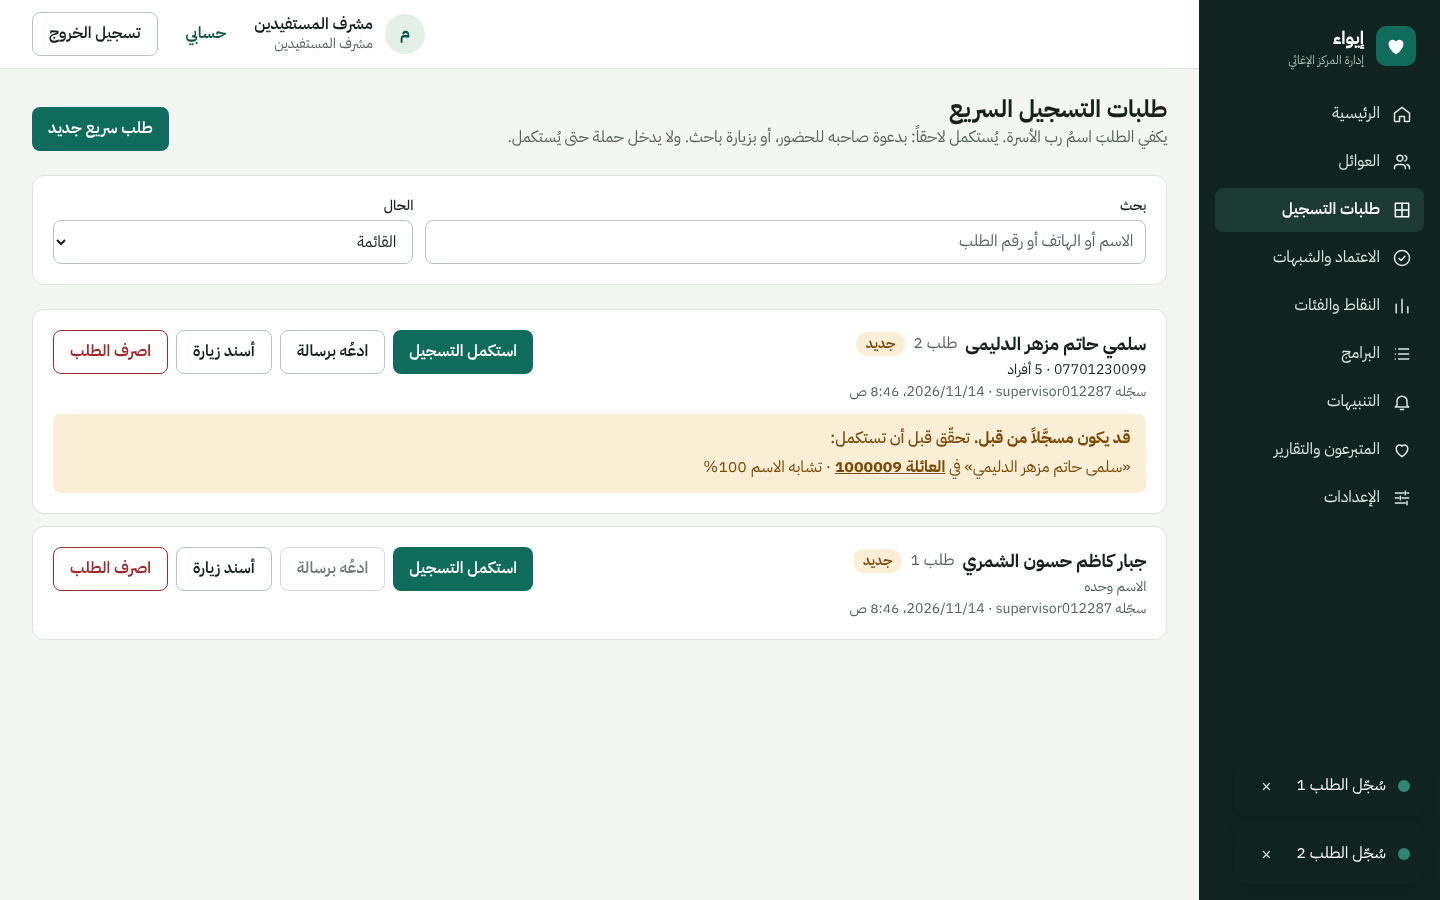 إيواء
إدارة المركز الإغاثي
الرئيسية
العوائل
طلبات التسجيل
الاعتماد والشبهات
النقاط والفئات
البرامج
التنبيهات
المتبرعون والتقارير
الإعدادات
م
مشرف المستفيدين
مشرف المستفيدين
حسابي
تسجيل الخروج
طلبات التسجيل السريع
يكفي الطلبَ اسمُ رب الأسرة. يُستكمل لاحقاً: بدعوة صاحبه للحضور، أو بزيارة باحث. ولا يدخل حملة حتى يُستكمل.
طلب سريع جديد
بحث
الاسم أو الهاتف أو رقم الطلب
الحال
القائمة
سلمي حاتم مزهر الدليمى طلب 2 جديد
07701230099 · 5 أفراد
سجّله supervisor012287 · 2026/11/14، 8:46 ص
استكمل التسجيل
ادعُه برسالة
أسند زيارة
اصرف الطلب
قد يكون مسجَّلاً من قبل. تحقّق قبل أن تستكمل:
«سلمى حاتم مزهر الدليمي» في العائلة 1000009 · تشابه الاسم 100%
جبار كاظم حسون الشمري طلب 1 جديد
الاسم وحده
سجّله supervisor012287 · 2026/11/14، 8:46 ص
استكمل التسجيل
ادعُه برسالة
أسند زيارة
اصرف الطلب
سُجّل الطلب 1 ×
سُجّل الطلب 2 ×